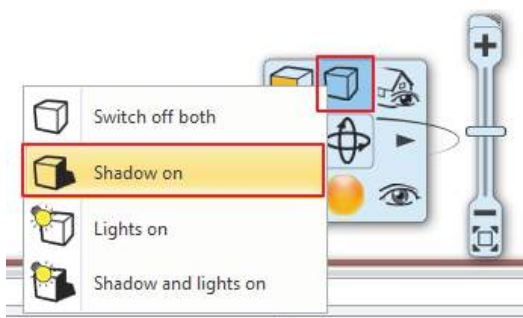 Switch off both
Shadow on
Lights on
Shadow and lights on